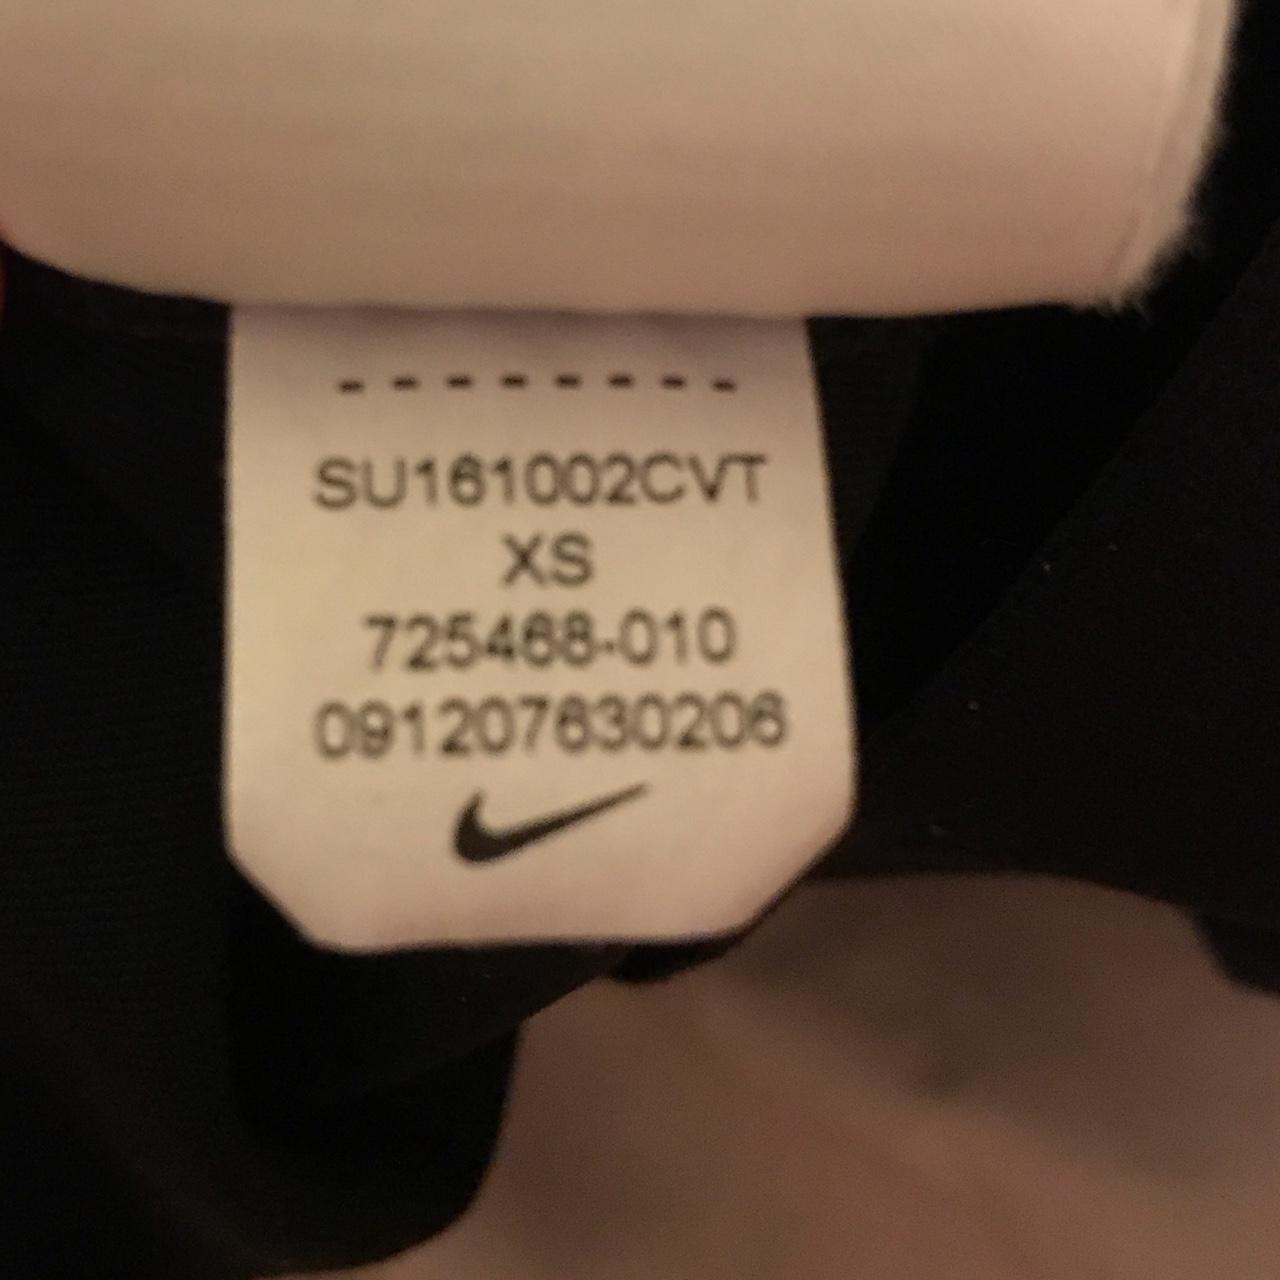 ---------
SU161002CVT
XS
725468-010
091207630206